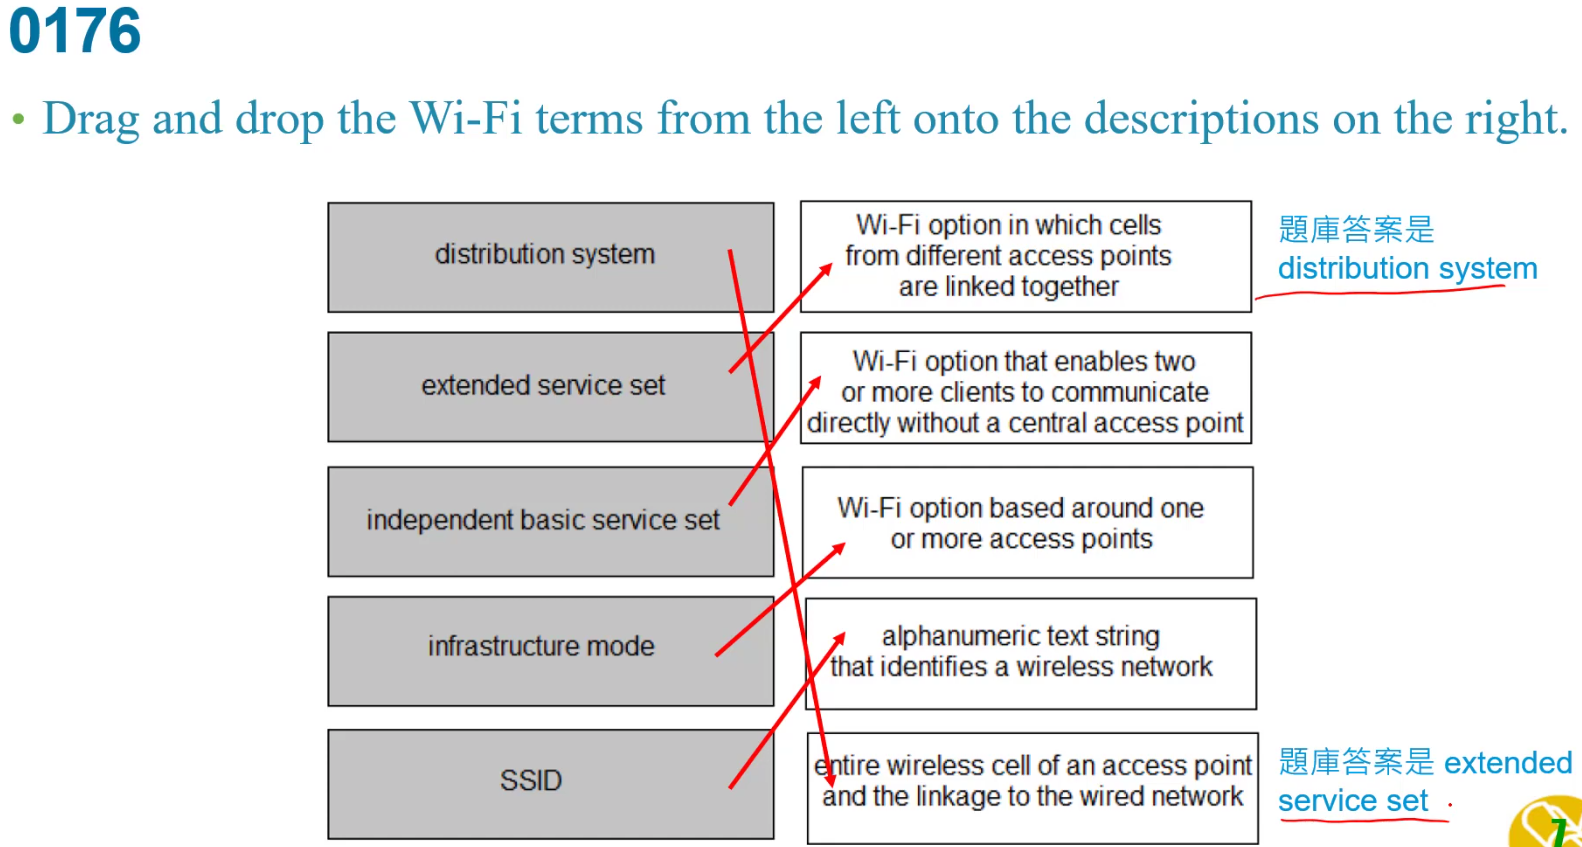 0176
• Drag and drop the Wi-Fi terms from the left onto the descriptions on the right.
distribution system
extended service set
independent basic service set
infrastructure mode
SSID
Wi-Fi option in which cells
from different access points
are linked together
Wi-Fi option that enables two
or more clients to communicate
directly without a central access point
Wi-Fi option based around one
or more access points
alphanumeric text string
that identifies a wireless network
entire wireless cell of an access point
and the linkage to the wired network
題庫答案是
distribution system
題庫答案是 extended
service set
7